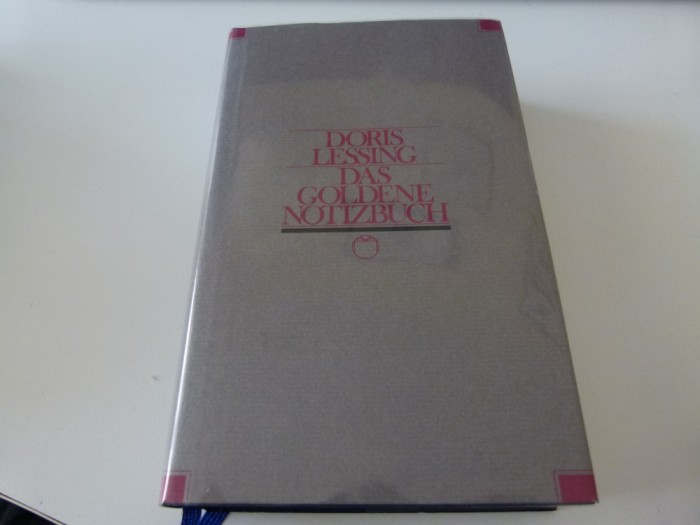 DORIS
LESSING
DAS
GOLDENE
NOTIZBUCH